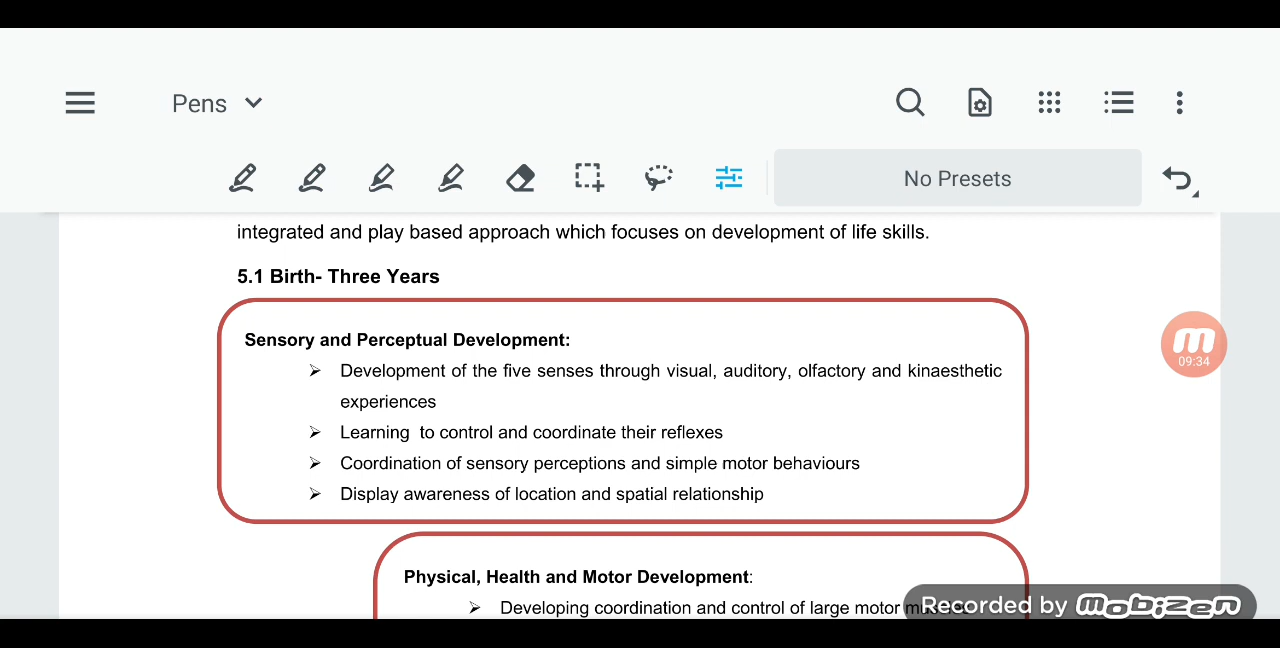 Pens
No Presets
integrated and play based approach which focuses on development of life skills.
5.1 Birth- Three Years
Sensory and Perceptual Development:
➢ Development of the five senses through visual, auditory, olfactory and kinaesthetic
experiences
➢ Learning to control and coordinate their reflexes
➢ Coordination of sensory perceptions and simple motor behaviours
➢ Display awareness of location and spatial relationship
09:34
Physical, Health and Motor Development:
➢ Developing coordination and control of large motor
Recorded by mobizen